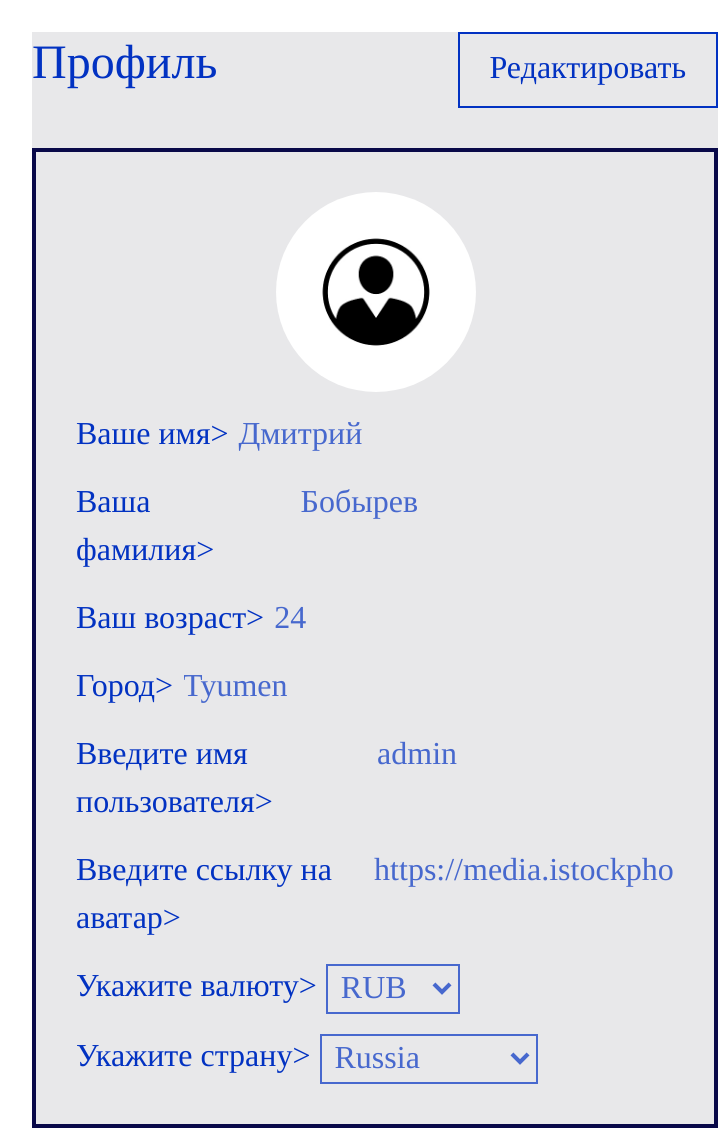 Профиль
Редактировать
Ваше имя> Дмитрий
Ваша Бобырев
фамилия>
Ваш возраст> 24
Город> Tyumen
Введите имя admin
пользователя>
Введите ссылку на https://media.istockpho
аватар>
Укажите валюту> RUB
Укажите страну> Russia